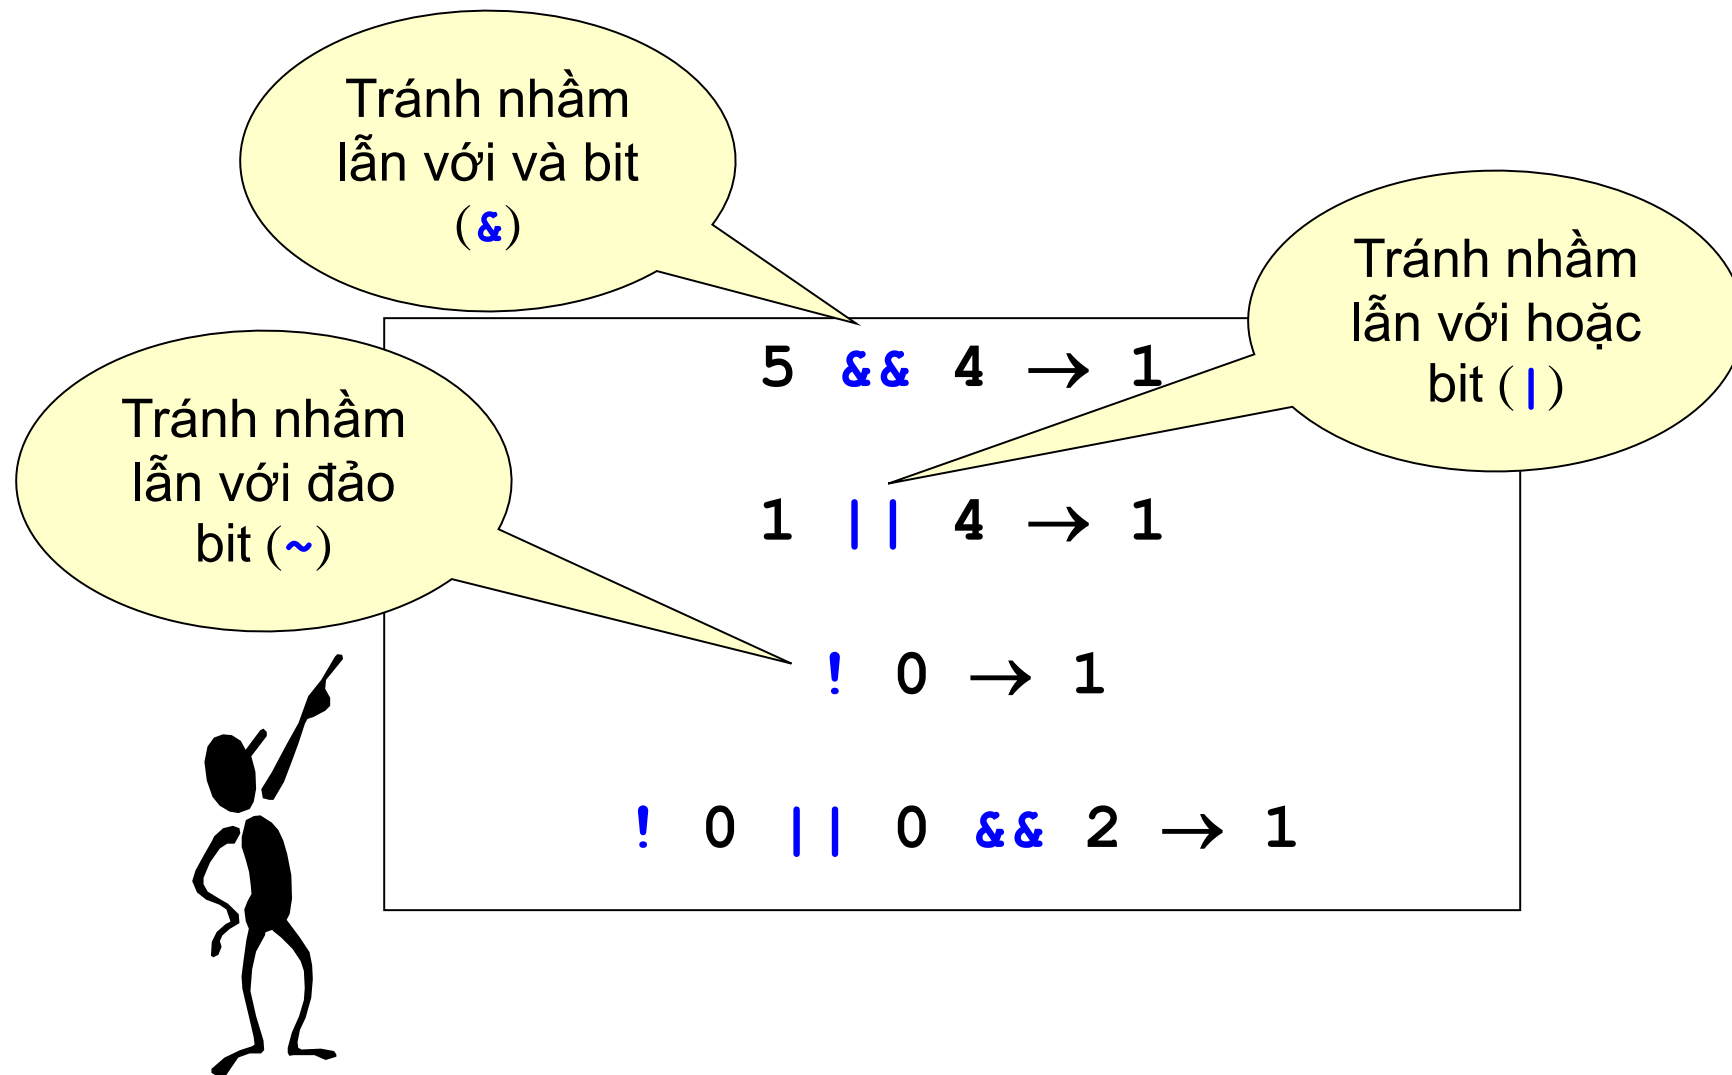 Tránh nhầm
lẫn với và bit
(&)
Tránh nhầm
lẫn với hoặc
bit (|)
Tránh nhầm
lẫn với đảo
bit (~)
5 && 4 → 1
1 || 4 → 1
! 0 → 1
! 0 || 0 && 2 → 1